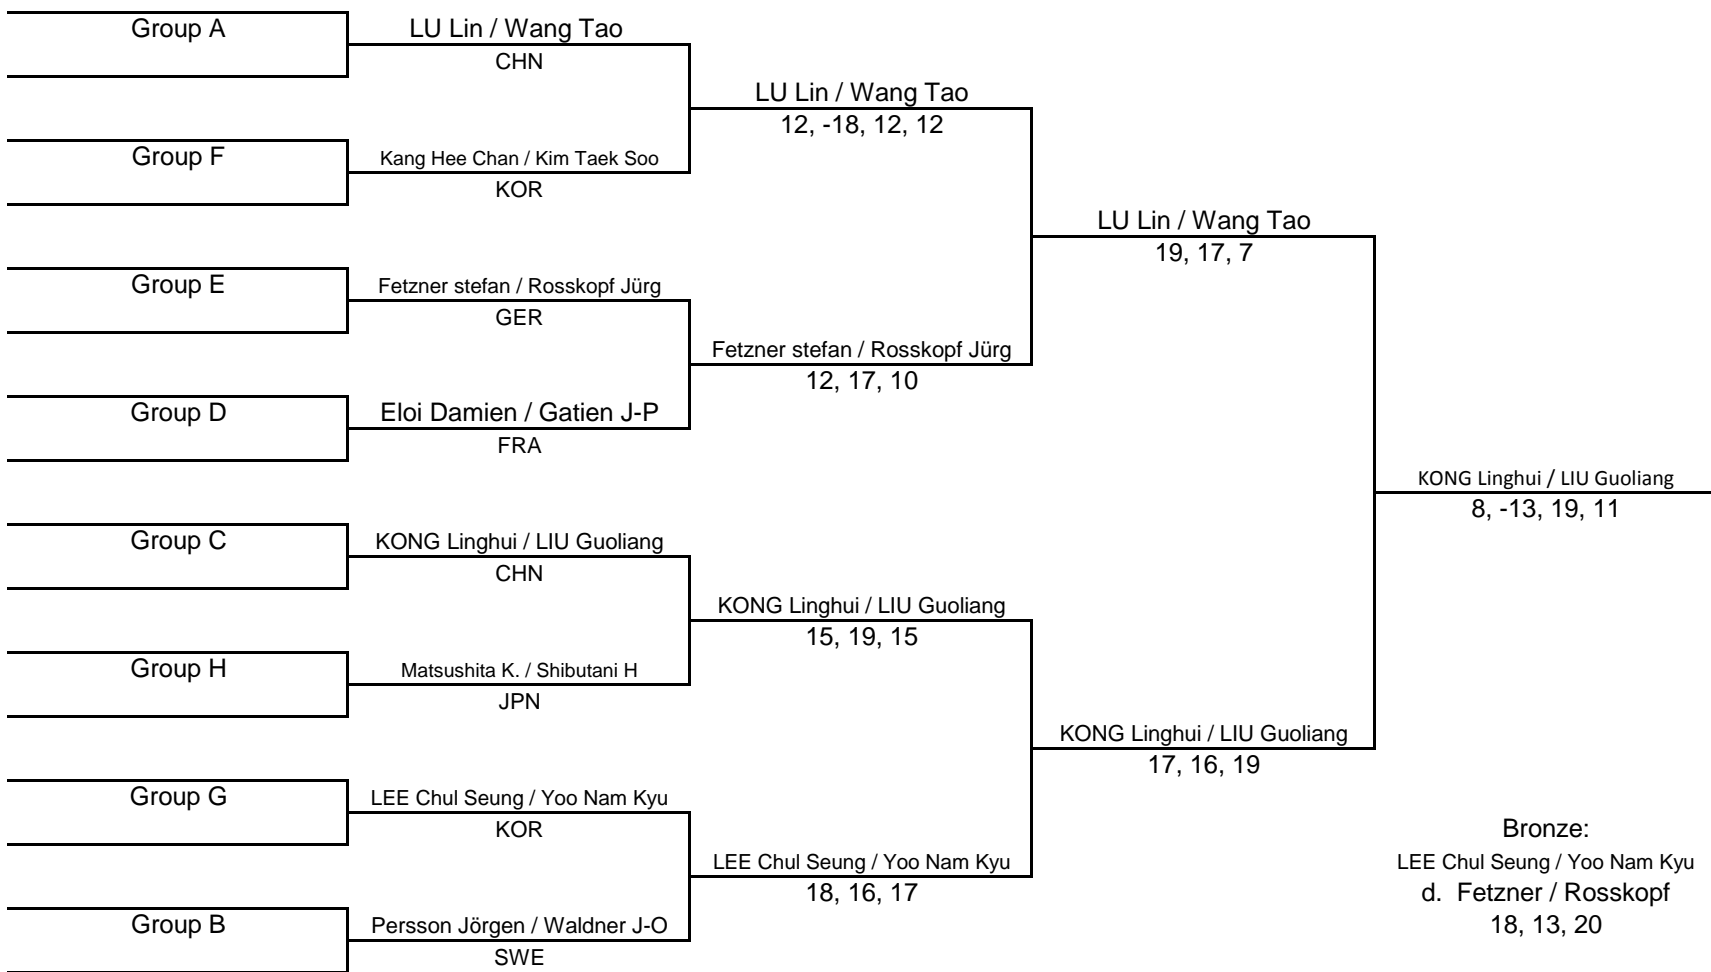 Group A
LU Lin / Wang Tao
CHN
LU Lin / Wang Tao
12, -18, 12, 12
Group F
Kang Hee Chan / Kim Taek Soo
KOR
LU Lin / Wang Tao
19, 17, 7
Group E
Fetzner stefan / Rosskopf Jürg
GER
Fetzner stefan / Rosskopf Jürg
12, 17, 10
Group D
Eloi Damien / Gatien J-P
FRA
KONG Linghui / LIU Guoliang
8, -13, 19, 11
Group C
KONG Linghui / LIU Guoliang
CHN
KONG Linghui / LIU Guoliang
15, 19, 15
Group H
Matsushita K. / Shibutani H
JPN
KONG Linghui / LIU Guoliang
17, 16, 19
Group G
LEE Chul Seung / Yoo Nam Kyu
KOR
LEE Chul Seung / Yoo Nam Kyu
18, 16, 17
Group B
Persson Jörgen / Waldner J-O
SWE
Bronze:
LEE Chul Seung / Yoo Nam Kyu
d. Fetzner / Rosskopf
18, 13, 20